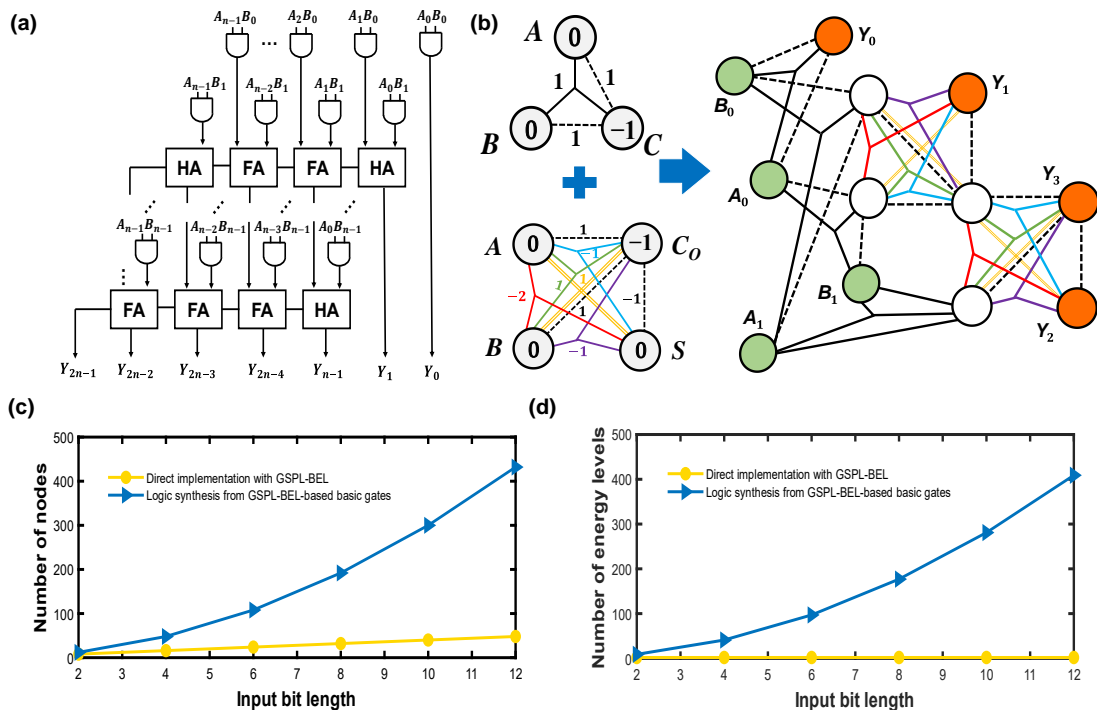 (a)
A_{n−1}B_0 ... A_2B_0 A_1B_0 A_0B_0
A_{n−1}B_1 A_{n−2}B_1 A_1B_1 A_0B_1
HA FA FA HA
A_{n−1}B_{n−1} A_{n−2}B_{n−1} A_{n−3}B_{n−1} A_0B_{n−1}
FA FA FA HA
Y_{2n−1} Y_{2n−2} Y_{2n−3} Y_{2n−4} Y_{n−1} Y_1 Y_0
(b)
A 0
1 1
B 0 1 −1 C
A 0 1 −1 C_O
−1
1 1
−2 −1
1
B 0 −1 0 S
Y_0
B_0
Y_1
A_0
Y_3
B_1
A_1
Y_2
(c)
Number of nodes
500
400
300
200
100
0
Direct implementation with GSPL-BEL
Logic synthesis from GSPL-BEL-based basic gates
2 3 4 5 6 7 8 9 10 11 12
Input bit length
(d)
Number of energy levels
500
400
300
200
100
0
Direct implementation with GSPL-BEL
Logic synthesis from GSPL-BEL-based basic gates
2 3 4 5 6 7 8 9 10 11 12
Input bit length